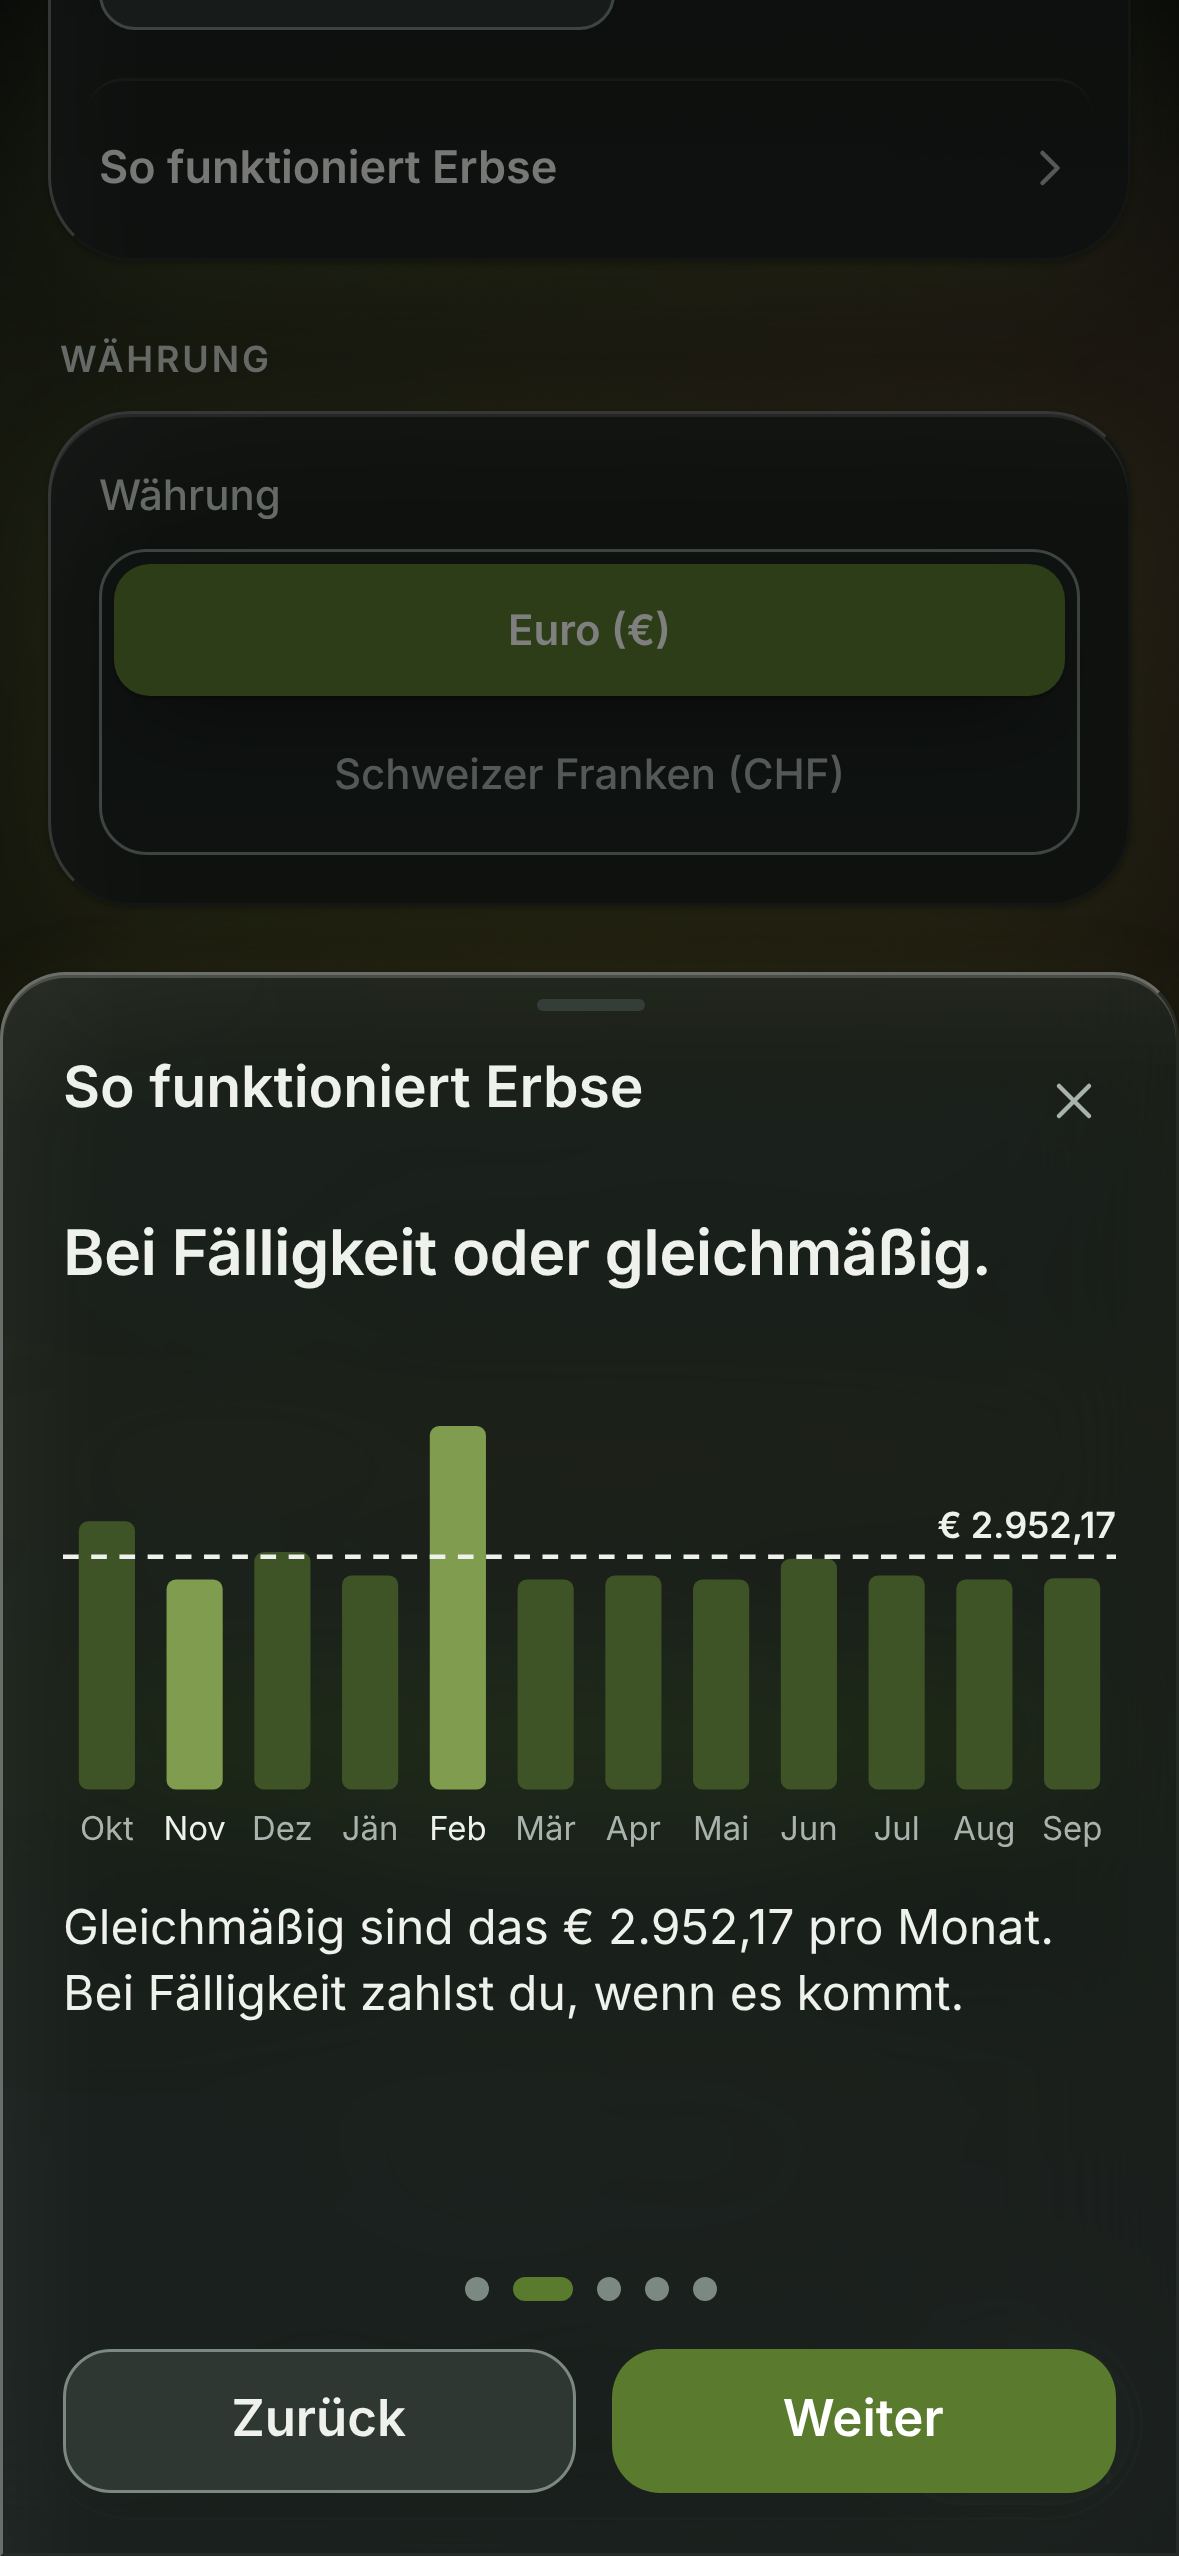 So funktioniert Erbse
WÄHRUNG
Währung
Euro (€)
Schweizer Franken (CHF)
So funktioniert Erbse
Bei Fälligkeit oder gleichmäßig.
€ 2.952,17
Okt Nov Dez Jän Feb Mär Apr Mai Jun Jul Aug Sep
Gleichmäßig sind das € 2.952,17 pro Monat.
Bei Fälligkeit zahlst du, wenn es kommt.
Zurück Weiter